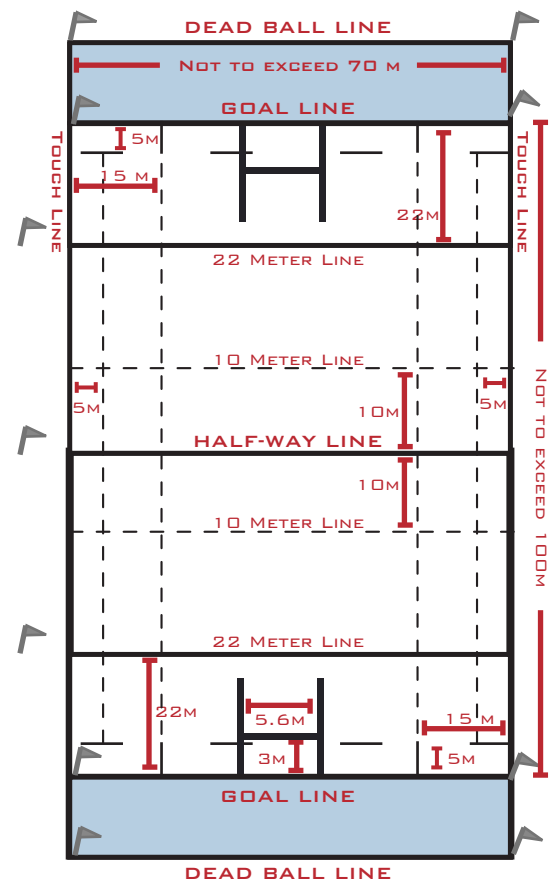 DEAD BALL LINE
NOT TO EXCEED 70 M
GOAL LINE
TOUCH LINE
TOUCH LINE
5M
15 M
22M
22 METER LINE
10 METER LINE
5M
5M
10M
NOT TO EXCEED 100M
HALF-WAY LINE
10M
10 METER LINE
22 METER LINE
22M
5.6M
15 M
3M
5M
GOAL LINE
DEAD BALL LINE